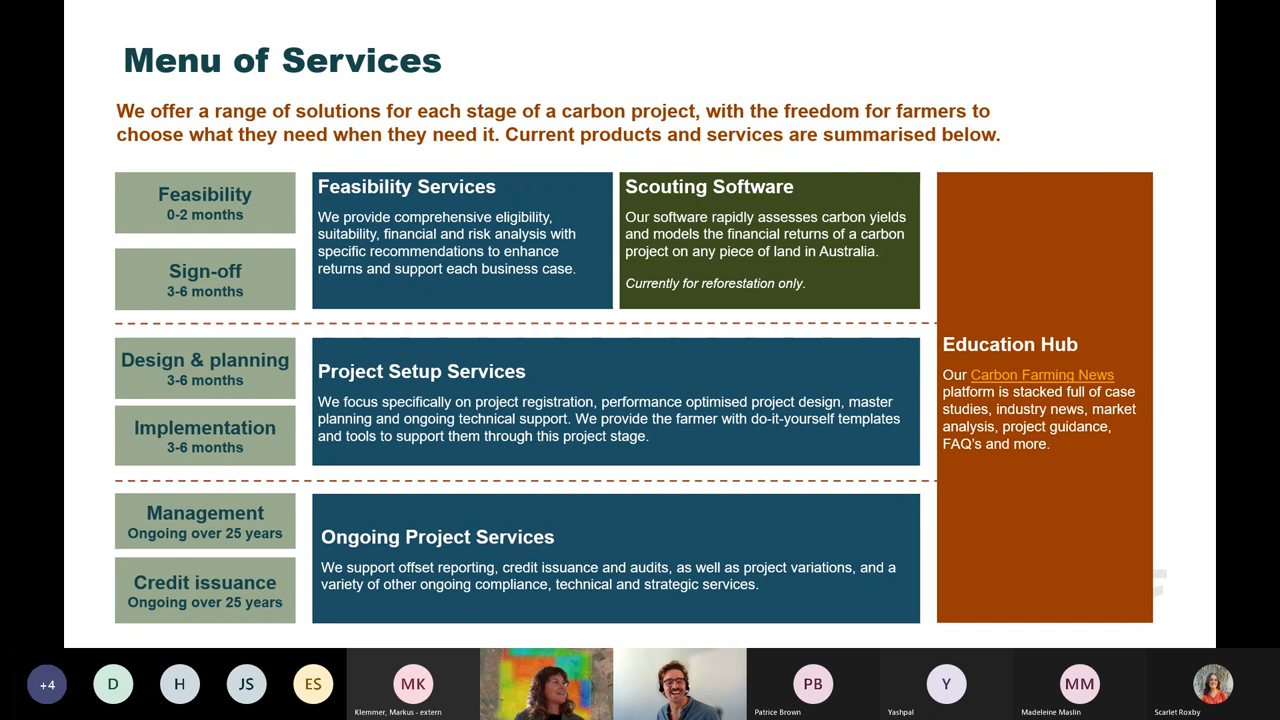 Menu of Services
We offer a range of solutions for each stage of a carbon project, with the freedom for farmers to
choose what they need when they need it. Current products and services are summarised below.
Feasibility
0-2 months
Sign-off
3-6 months
Feasibility Services
We provide comprehensive eligibility,
suitability, financial and risk analysis with
specific recommendations to enhance
returns and support each business case.
Scouting Software
Our software rapidly assesses carbon yields
and models the financial returns of a carbon
project on any piece of land in Australia.
Currently for reforestation only.
Design & planning
3-6 months
Implementation
3-6 months
Project Setup Services
We focus specifically on project registration, performance optimised project design, master
planning and ongoing technical support. We provide the farmer with do-it-yourself templates
and tools to support them through this project stage.
Management
Ongoing over 25 years
Credit issuance
Ongoing over 25 years
Ongoing Project Services
We support offset reporting, credit issuance and audits, as well as project variations, and a
variety of other ongoing compliance, technical and strategic services.
Education Hub
Our Carbon Farming News
platform is stacked full of case
studies, industry news, market
analysis, project guidance,
FAQ's and more.
+4
D
H
JS
ES
MK
Klemmer, Markus - extern
PB
Patrice Brown
Y
Yashpal
MM
Madeleine Maslin
Scarlet Roxby